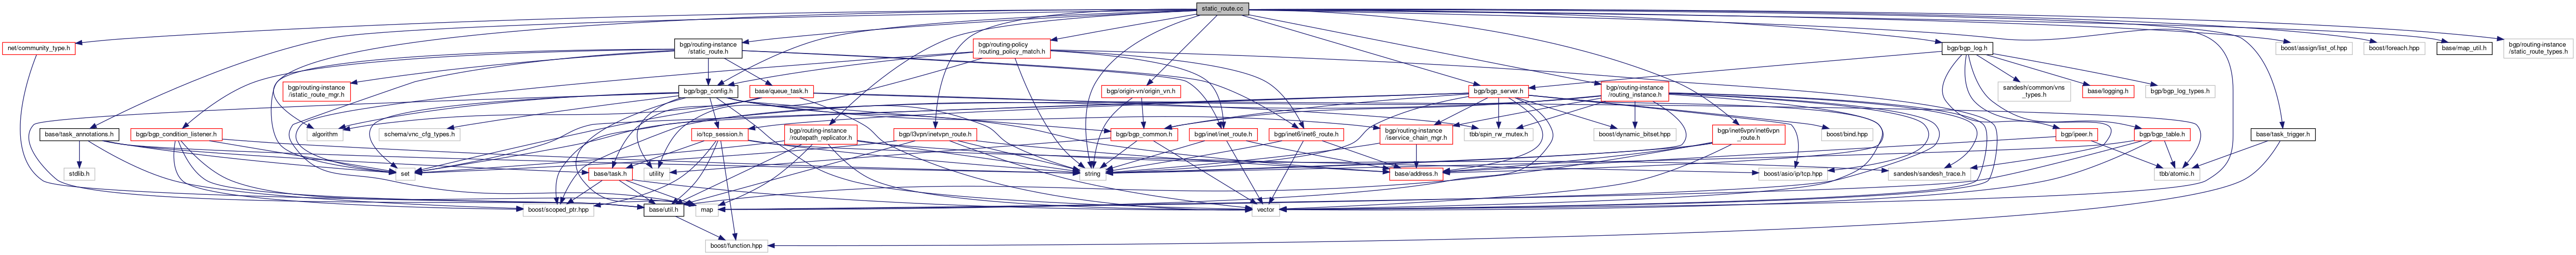 static_route.cc
net/community_type.h
bgp/routing-instance
/static_route.h
bgp/routing-policy
/routing_policy_match.h
bgp/bgp_log.h
boost/assign/list_of.hpp
boost/foreach.hpp
base/map_util.h
bgp/routing-instance
/static_route_types.h
bgp/routing-instance
/static_route_mgr.h
bgp/bgp_config.h
base/queue_task.h
bgp/origin-vn/origin_vn.h
bgp/bgp_server.h
bgp/routing-instance
/routing_instance.h
sandesh/common/vns
_types.h
base/logging.h
bgp/bgp_log_types.h
base/task_annotations.h
bgp/bgp_condition_listener.h
algorithm
schema/vnc_cfg_types.h
io/tcp_session.h
bgp/routing-instance
/routepath_replicator.h
bgp/l3vpn/inetvpn_route.h
bgp/bgp_common.h
bgp/inet/inet_route.h
bgp/inet6/inet6_route.h
bgp/routing-instance
/iservice_chain_mgr.h
tbb/spin_rw_mutex.h
boost/dynamic_bitset.hpp
bgp/inet6vpn/inet6vpn
_route.h
boost/bind.hpp
bgp/ipeer.h
bgp/bgp_table.h
base/task_trigger.h
stdlib.h
set
base/task.h
utility
string
base/address.h
boost/asio/ip/tcp.hpp
sandesh/sandesh_trace.h
tbb/atomic.h
boost/scoped_ptr.hpp
base/util.h
map
vector
boost/function.hpp